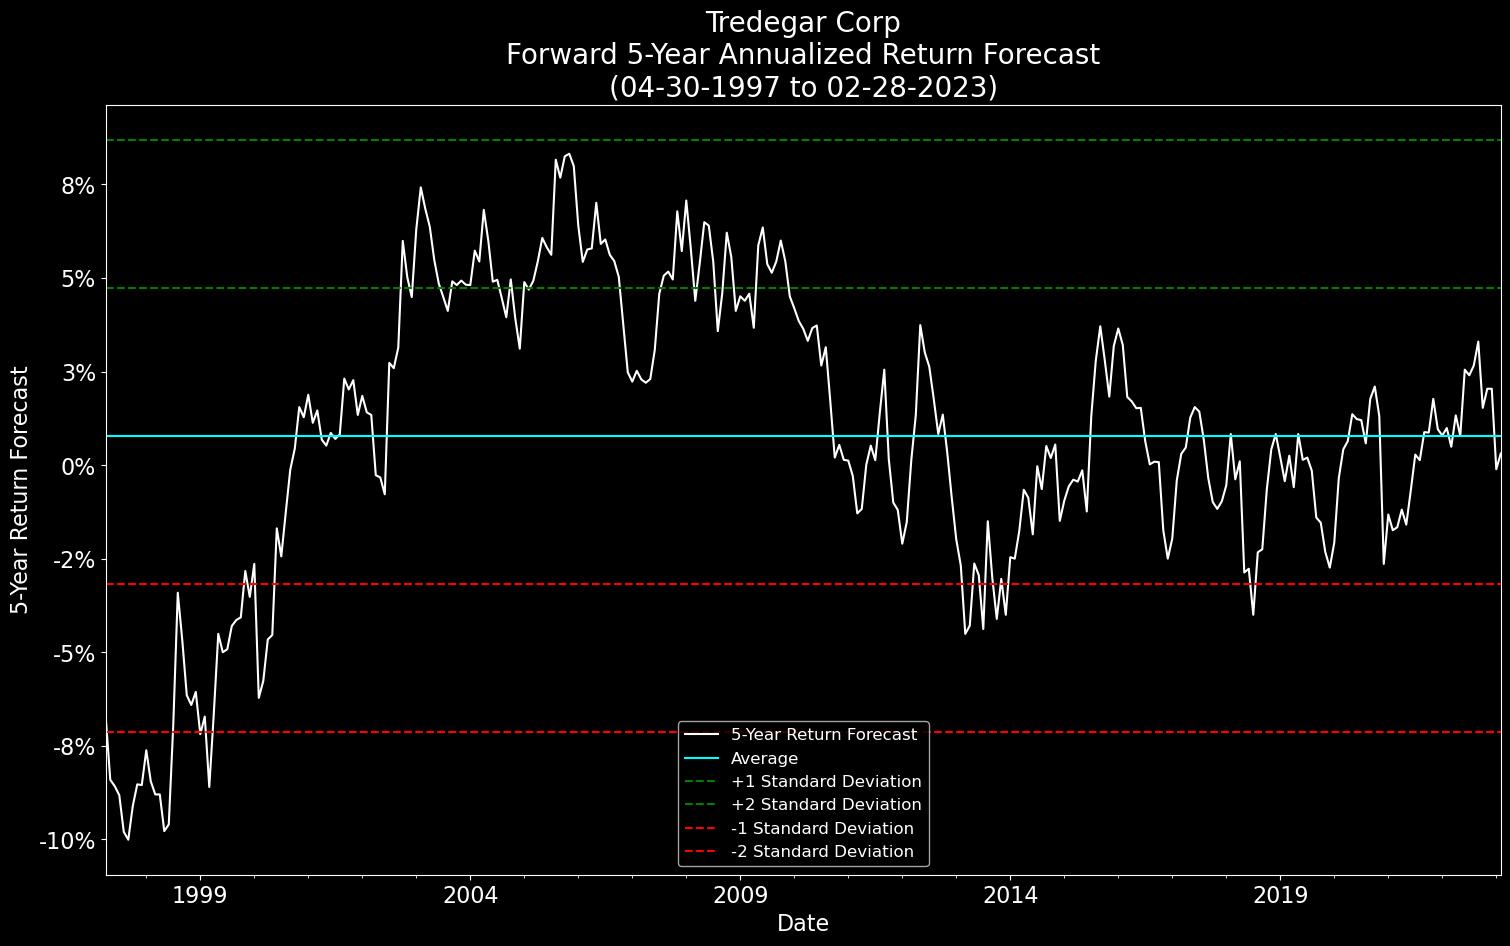 Tredegar Corp
Forward 5-Year Annualized Return Forecast
(04-30-1997 to 02-28-2023)
5-Year Return Forecast
8%
5%
3%
0%
-2%
-5%
-8%
-10%
5-Year Return Forecast
Average
+1 Standard Deviation
+2 Standard Deviation
-1 Standard Deviation
-2 Standard Deviation
1999 2004 2009 2014 2019
Date